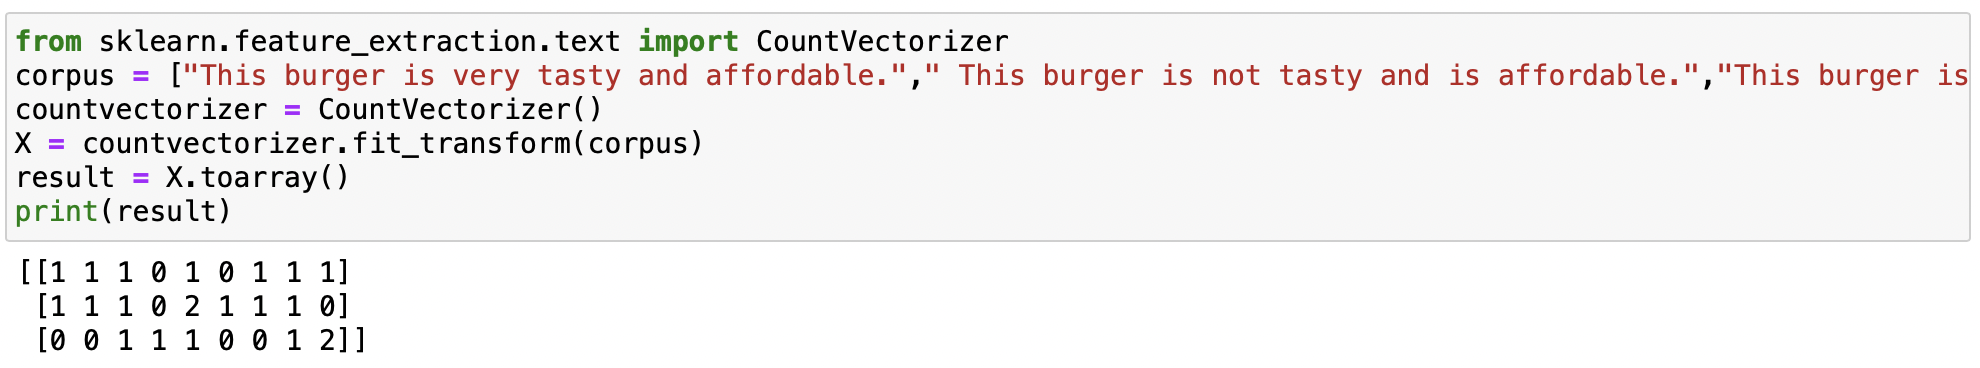 from sklearn.feature_extraction.text import CountVectorizer
corpus = ["This burger is very tasty and affordable."," This burger is not tasty and is affordable.","This burger is
countvectorizer = CountVectorizer()
X = countvectorizer.fit_transform(corpus)
result = X.toarray()
print(result)
[[1 1 1 0 1 0 1 1 1]
 [1 1 1 0 2 1 1 1 0]
 [0 0 1 1 1 0 0 1 2]]